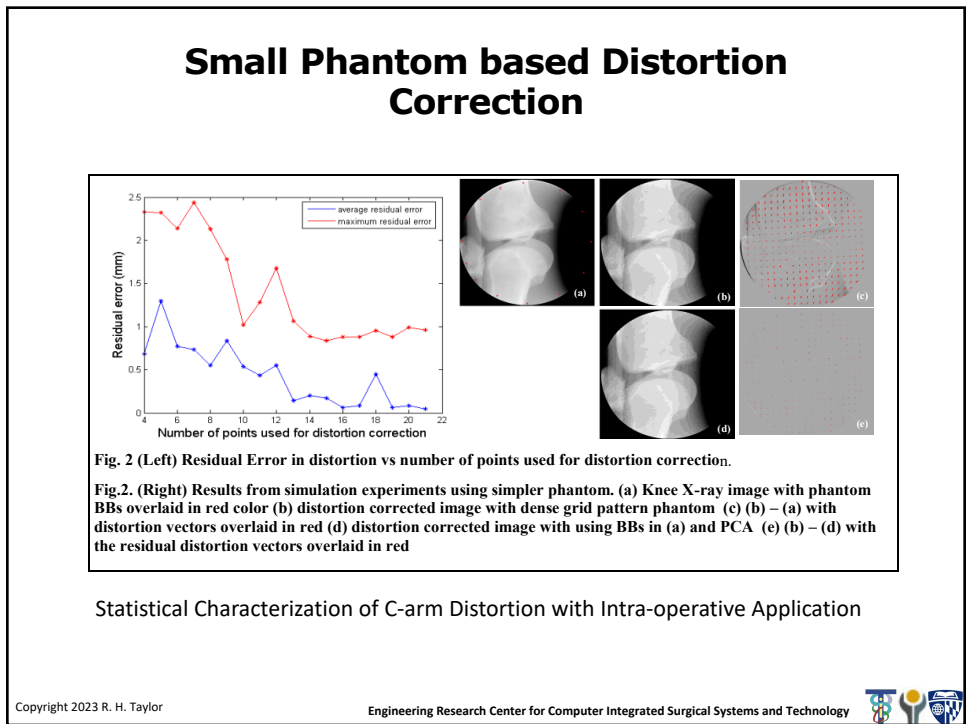 Small Phantom based Distortion
Correction
2.5
2
1.5
1
0.5
0
Residual error (mm)
average residual error
maximum residual error
4 6 8 10 12 14 16 18 20 22
Number of points used for distortion correction
(a)
(b)
(c)
(d)
(e)
Fig. 2 (Left) Residual Error in distortion vs number of points used for distortion correction.
Fig.2. (Right) Results from simulation experiments using simpler phantom. (a) Knee X-ray image with phantom
BBs overlaid in red color (b) distortion corrected image with dense grid pattern phantom (c) (b) – (a) with
distortion vectors overlaid in red (d) distortion corrected image with using BBs in (a) and PCA (e) (b) – (d) with
the residual distortion vectors overlaid in red
Statistical Characterization of C-arm Distortion with Intra-operative Application
Copyright 2023 R. H. Taylor
Engineering Research Center for Computer Integrated Surgical Systems and Technology